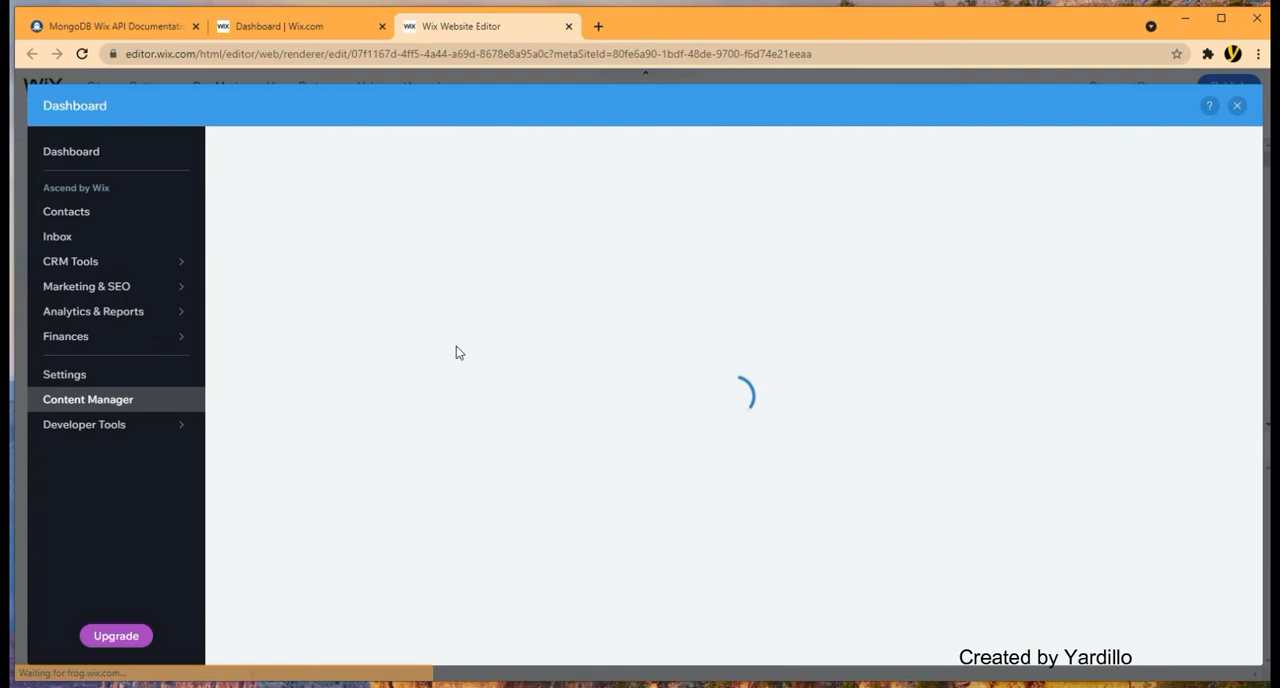 MongoDB Wix API Documentati
WiX Dashboard | Wix.com
WiX Wix Website Editor
editor.wix.com/html/editor/web/renderer/edit/07f1167d-4ff5-4a44-a69d-8678e8a95a0c?metaSiteId=80fe6a90-1bdf-48de-9700-f6d74e21eeaa
Dashboard
?
Dashboard
Ascend by Wix
Contacts
Inbox
CRM Tools
Marketing & SEO
Analytics & Reports
Finances
Settings
Content Manager
Developer Tools
Upgrade
Created by Yardillo
Waiting for frog.wix.com...